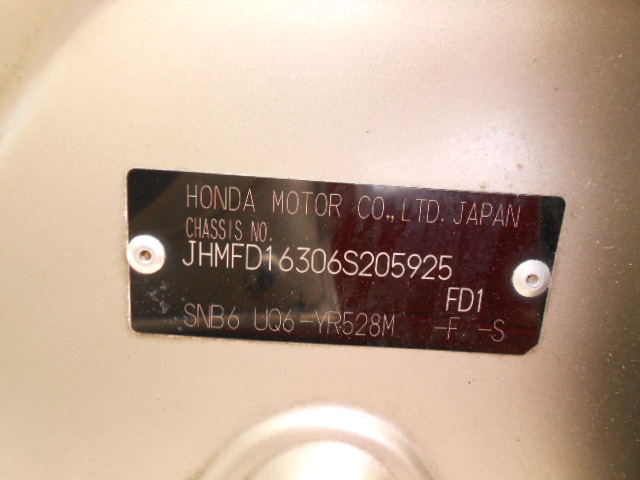 HONDA MOTOR CO.,LTD. JAPAN
CHASSIS NO.
JHMFD16306S205925
FD1
SNB6 UQ6-YR528M -F -S